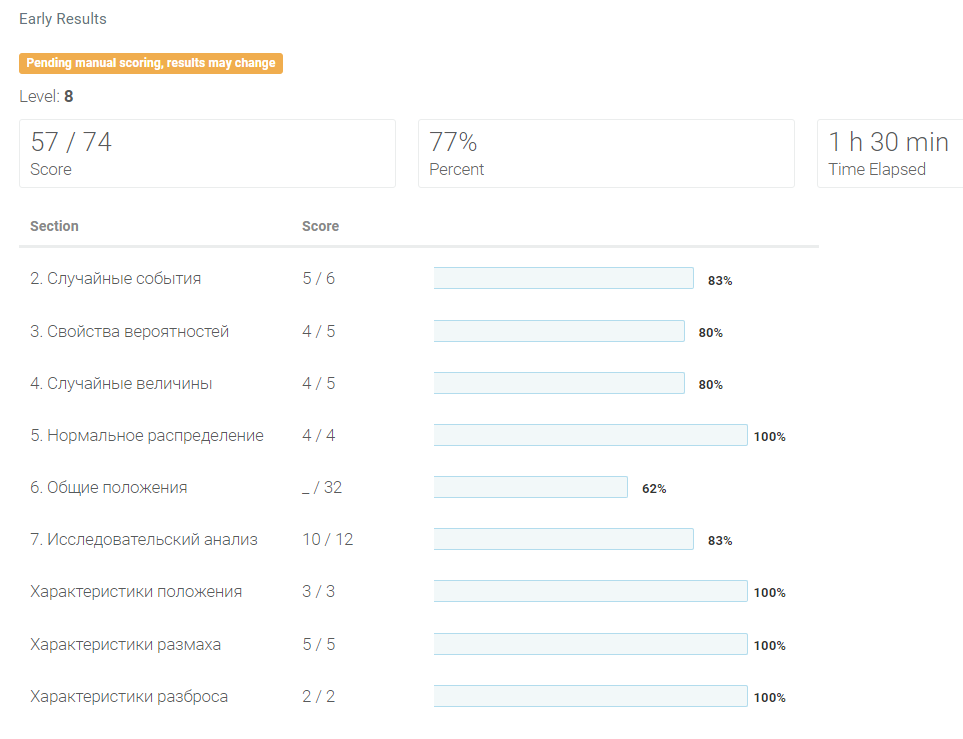 Early Results
Pending manual scoring, results may change
Level: 8
57 / 74
Score
77%
Percent
1 h 30 min
Time Elapsed
Section Score
2. Случайные события 5 / 6 83%
3. Свойства вероятностей 4 / 5 80%
4. Случайные величины 4 / 5 80%
5. Нормальное распределение 4 / 4 100%
6. Общие положения _ / 32 62%
7. Исследовательский анализ 10 / 12 83%
Характеристики положения 3 / 3 100%
Характеристики размаха 5 / 5 100%
Характеристики разброса 2 / 2 100%